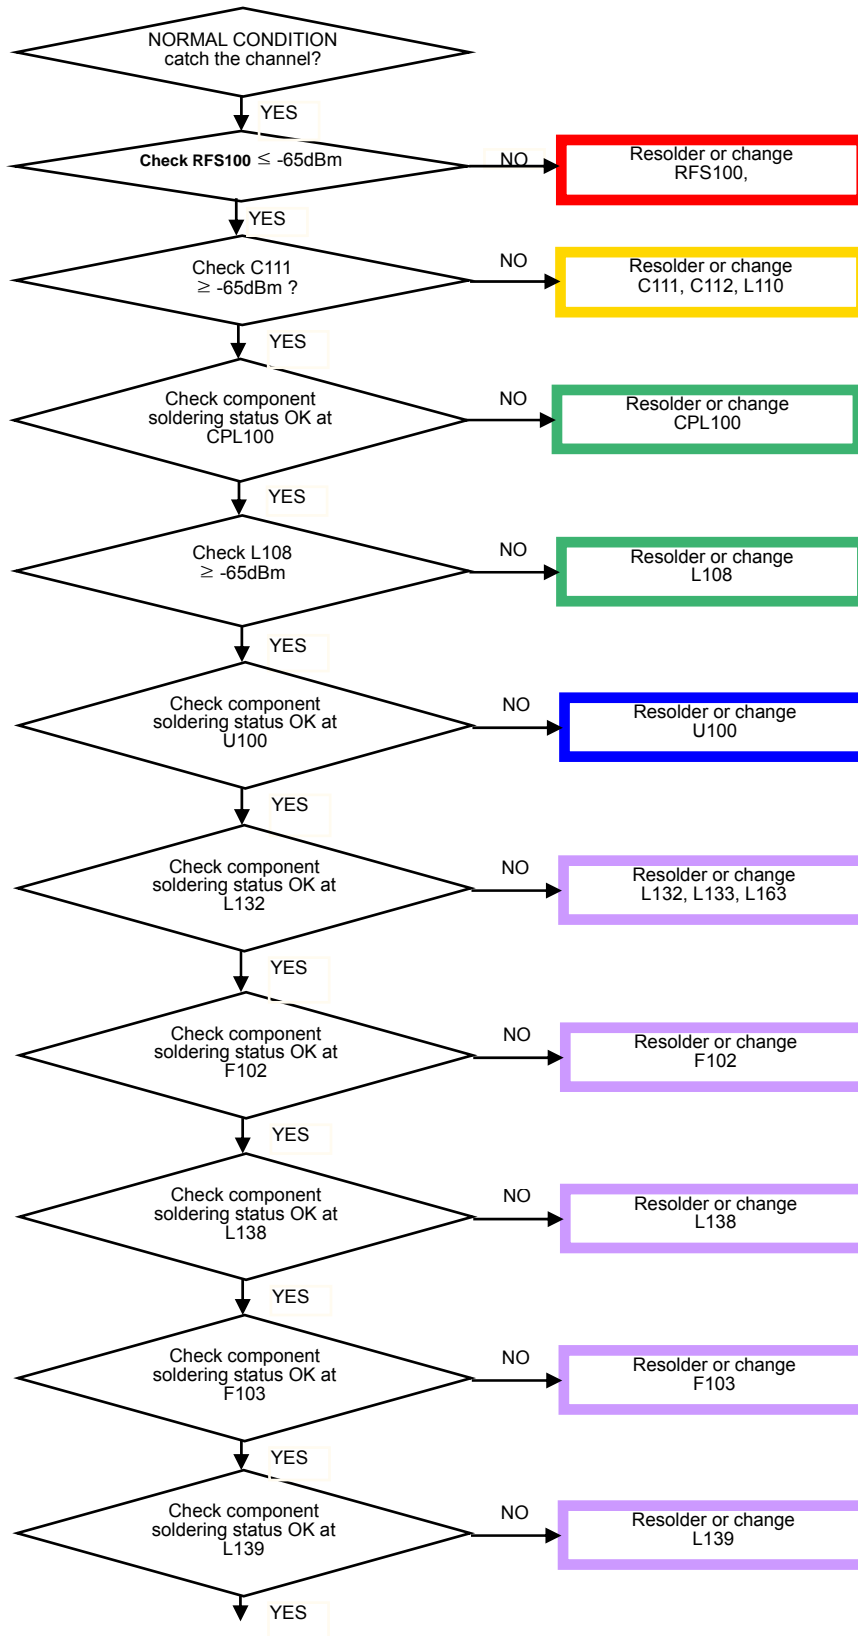 NORMAL CONDITION
catch the channel?
YES
Check RFS100 ≤ -65dBm
NO
Resolder or change
RFS100,
YES
Check C111
≥ -65dBm ?
NO
Resolder or change
C111, C112, L110
YES
Check component
soldering status OK at
CPL100
NO
Resolder or change
CPL100
YES
Check L108
≥ -65dBm
NO
Resolder or change
L108
YES
Check component
soldering status OK at
U100
NO
Resolder or change
U100
YES
Check component
soldering status OK at
L132
NO
Resolder or change
L132, L133, L163
YES
Check component
soldering status OK at
F102
NO
Resolder or change
F102
YES
Check component
soldering status OK at
L138
NO
Resolder or change
L138
YES
Check component
soldering status OK at
F103
NO
Resolder or change
F103
YES
Check component
soldering status OK at
L139
NO
Resolder or change
L139
YES